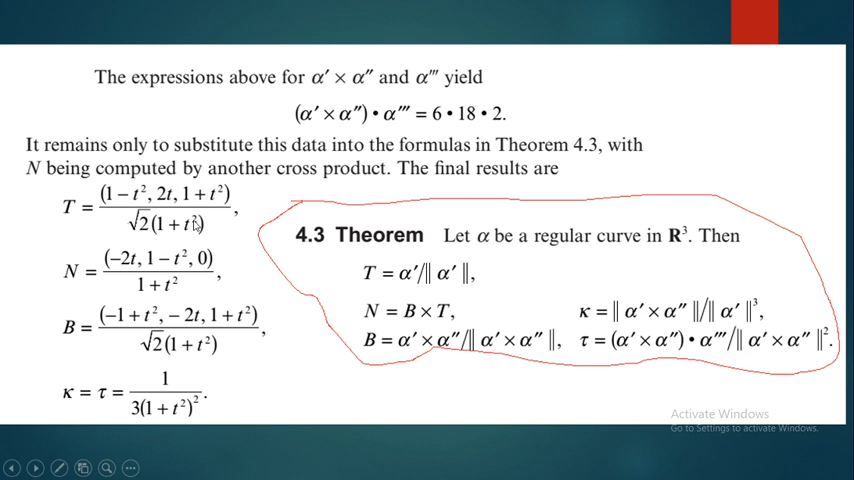 The expressions above for α′ × α″ and α‴ yield
(α′ × α″) • α‴ = 6 • 18 • 2.
It remains only to substitute this data into the formulas in Theorem 4.3, with
N being computed by another cross product. The final results are
T = (1 − t², 2t, 1 + t²) / √2(1 + t²),
N = (−2t, 1 − t², 0) / 1 + t²,
B = (−1 + t², − 2t, 1 + t²) / √2(1 + t²),
κ = τ = 1 / 3(1 + t²)².
4.3 Theorem Let α be a regular curve in R³. Then
T = α′/‖ α′ ‖,
N = B × T, κ = ‖ α′ × α″ ‖/‖ α′ ‖³,
B = α′ × α″/‖ α′ × α″ ‖, τ = (α′ × α″) • α‴/‖ α′ × α″ ‖².
Activate Windows
Go to Settings to activate Windows.